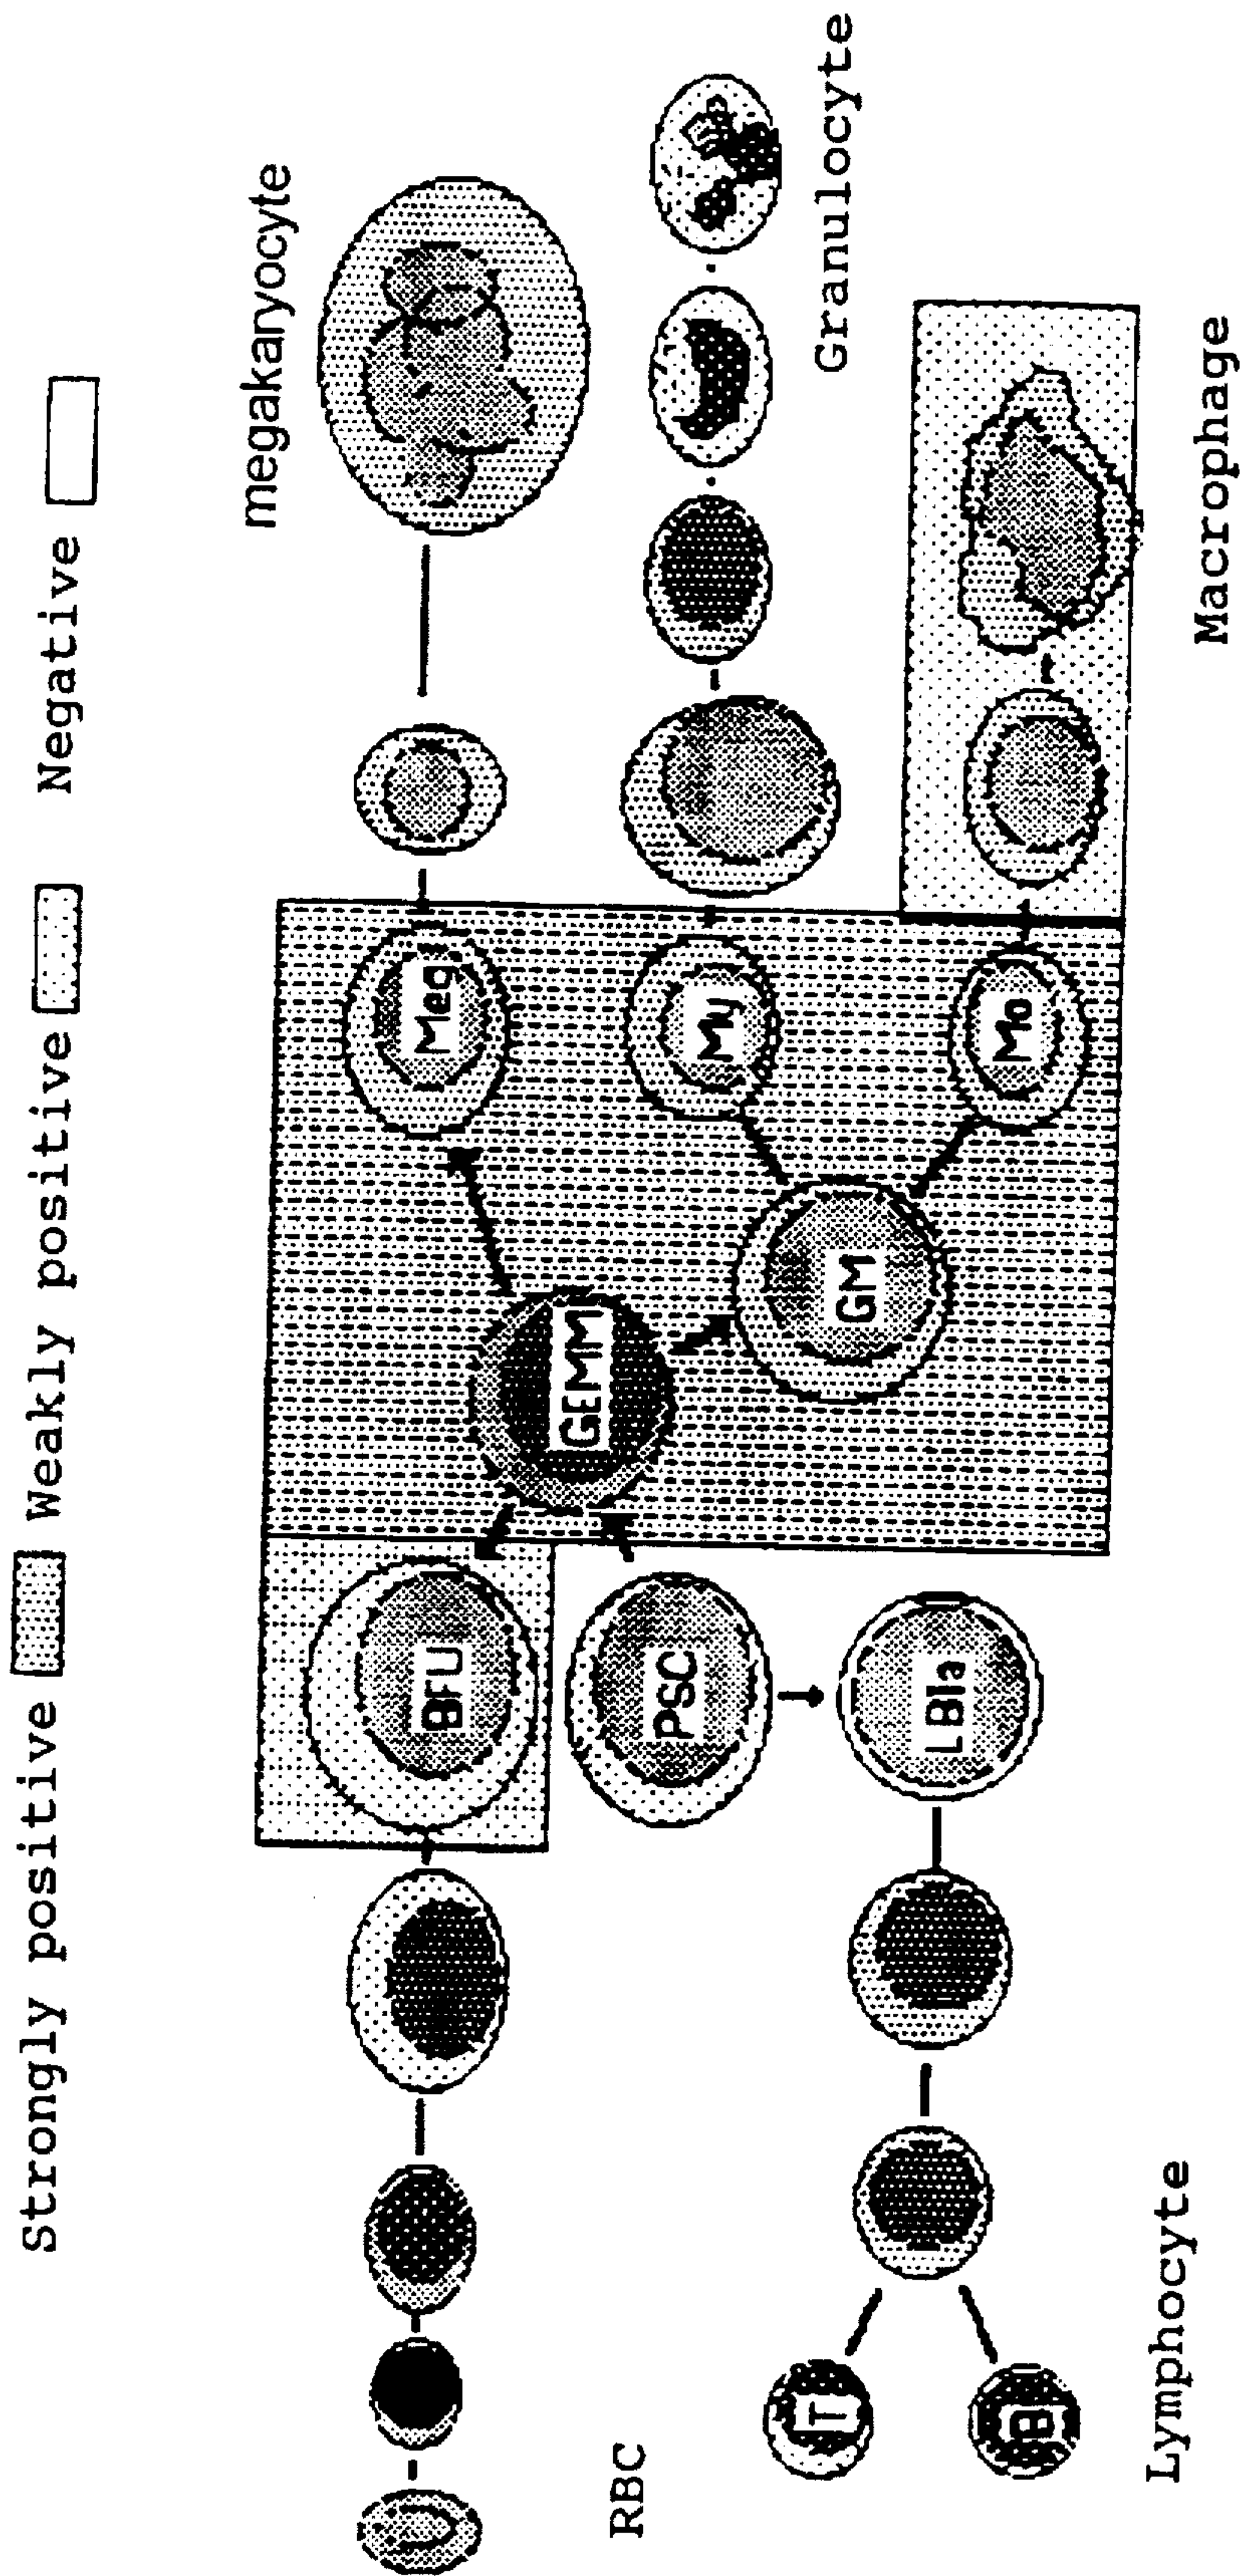 Strongly positive Weakly positive Negative
megakaryocyte
Granulocyte
Macrophage
Meg
My
Mo
GEMM
GM
BFU
PSC
LBla
T
B
RBC
Lymphocyte